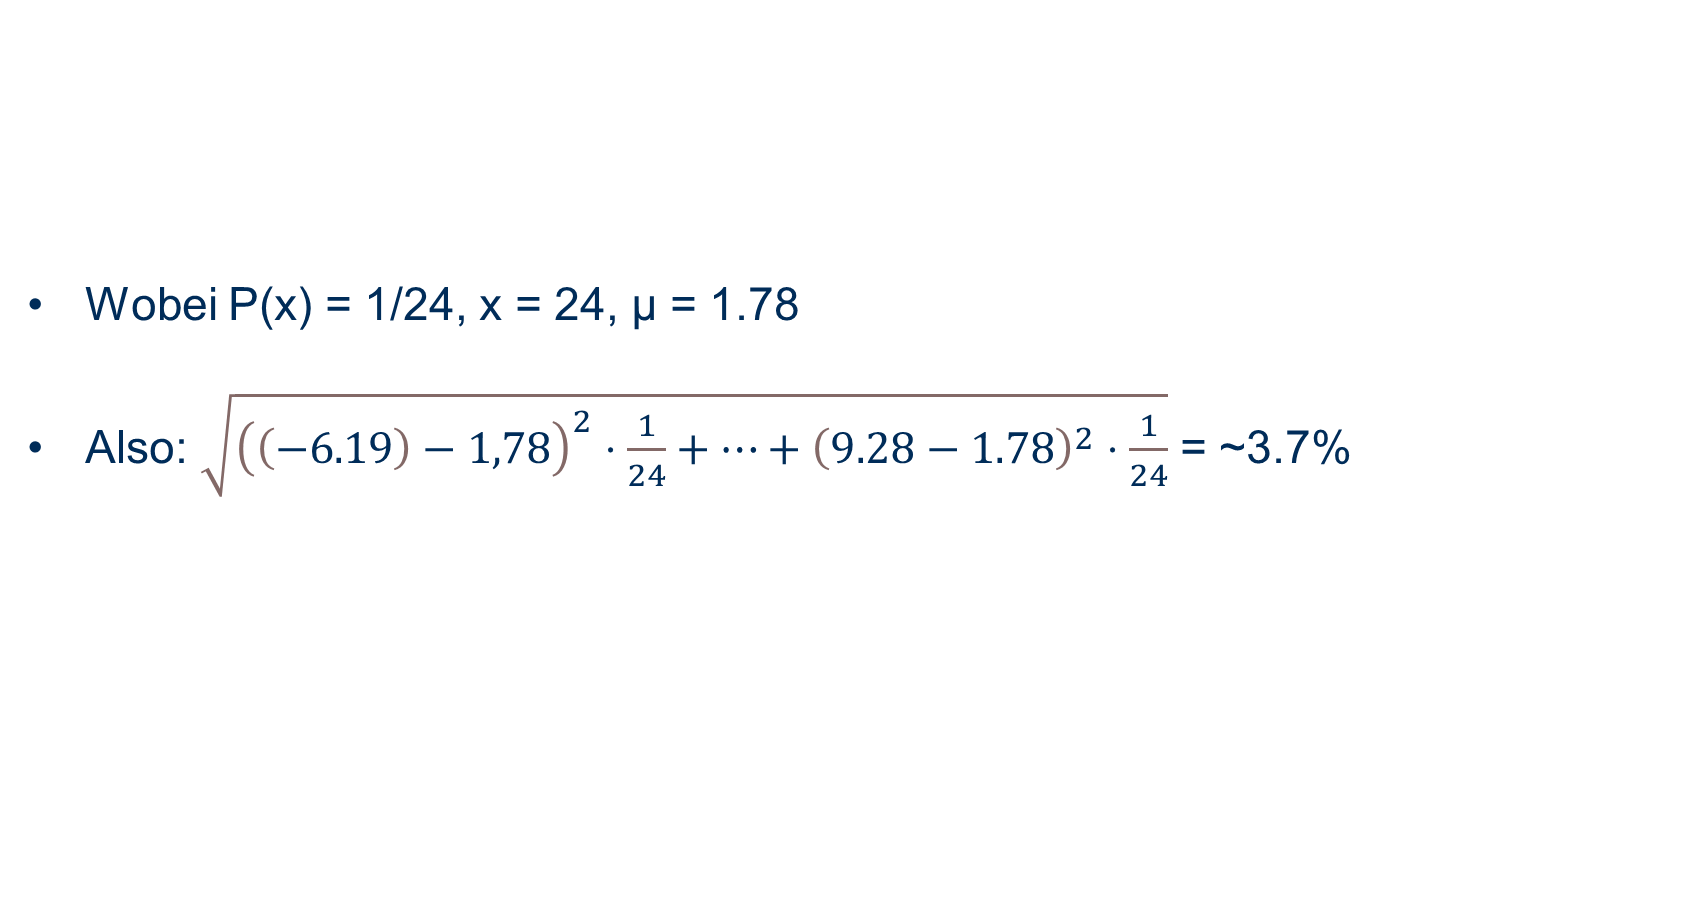 • Wobei P(x) = 1/24, x = 24, µ = 1.78
• Also: √(((−6.19) − 1,78)² · 1/24 + ⋯ + (9.28 − 1.78)² · 1/24) = ~3.7%